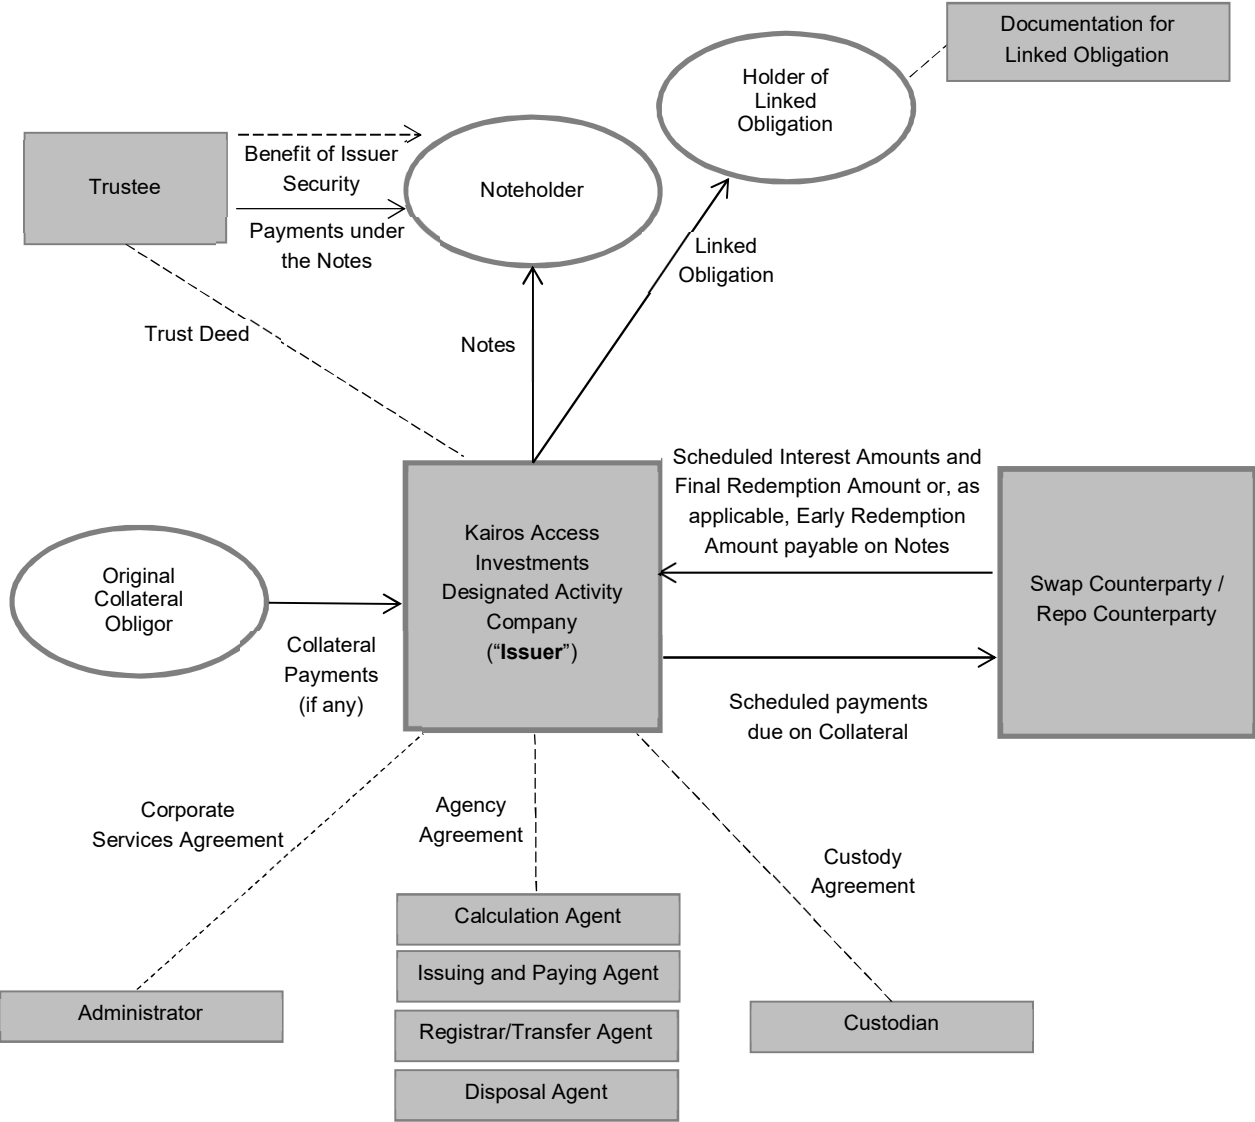 Documentation for
Linked Obligation
Holder of
Linked
Obligation
Trustee
Benefit of Issuer
Security
Payments under
the Notes
Noteholder
Linked
Obligation
Trust Deed
Notes
Scheduled Interest Amounts and
Final Redemption Amount or, as
applicable, Early Redemption
Amount payable on Notes
Kairos Access
Investments
Designated Activity
Company
(“Issuer”)
Original
Collateral
Obligor
Swap Counterparty /
Repo Counterparty
Collateral
Payments
(if any)
Scheduled payments
due on Collateral
Corporate
Services Agreement
Agency
Agreement
Custody
Agreement
Calculation Agent
Issuing and Paying Agent
Registrar/Transfer Agent
Disposal Agent
Administrator
Custodian